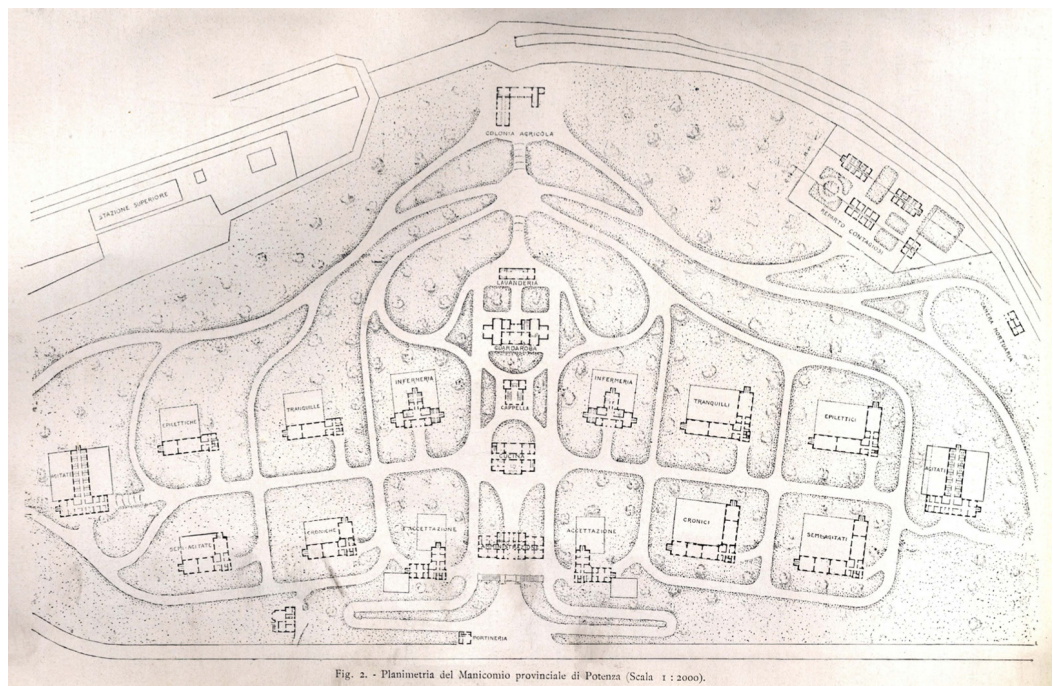 COLONIA AGRICOLA
STAZIONE SUPERIORE
REPARTO CONTAGIOSI
LAVANDERIA
GUARDAROBA
CAMERA MORTUARIA
INFERMERIA
CAPPELLA
INFERMERIA
EPILETTICHE
TRANQUILLE
TRANQUILLI
EPILETTICI
CUCINA
AGITATE
AGITATI
SEMI-AGITATE
CRONICHE
ACCETTAZIONE
ACCETTAZIONE
CRONICI
SEMIAGITATI
PORTINERIA
Fig. 2. - Planimetria del Manicomio provinciale di Potenza (Scala 1 : 2000).